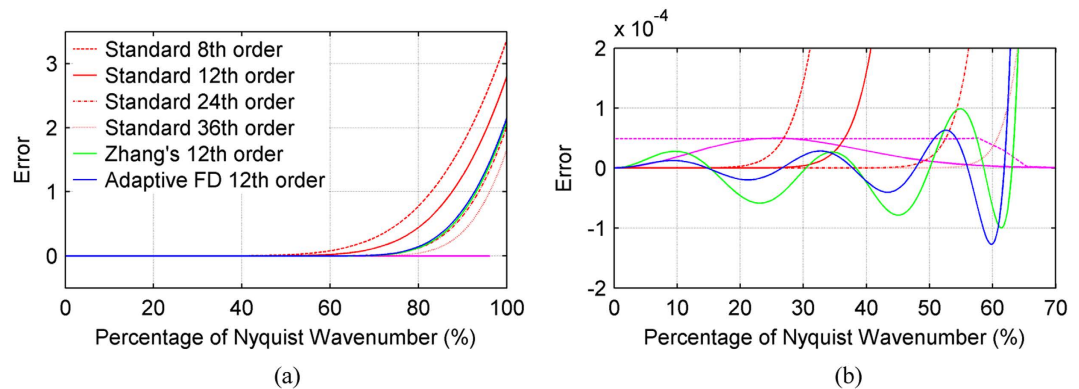 Error
3
2
1
0
Standard 8th order
Standard 12th order
Standard 24th order
Standard 36th order
Zhang's 12th order
Adaptive FD 12th order
0 20 40 60 80 100
Percentage of Nyquist Wavenumber (%)
(a)
x 10⁻⁴
Error
2
1
0
-1
-2
0 10 20 30 40 50 60 70
Percentage of Nyquist Wavenumber (%)
(b)